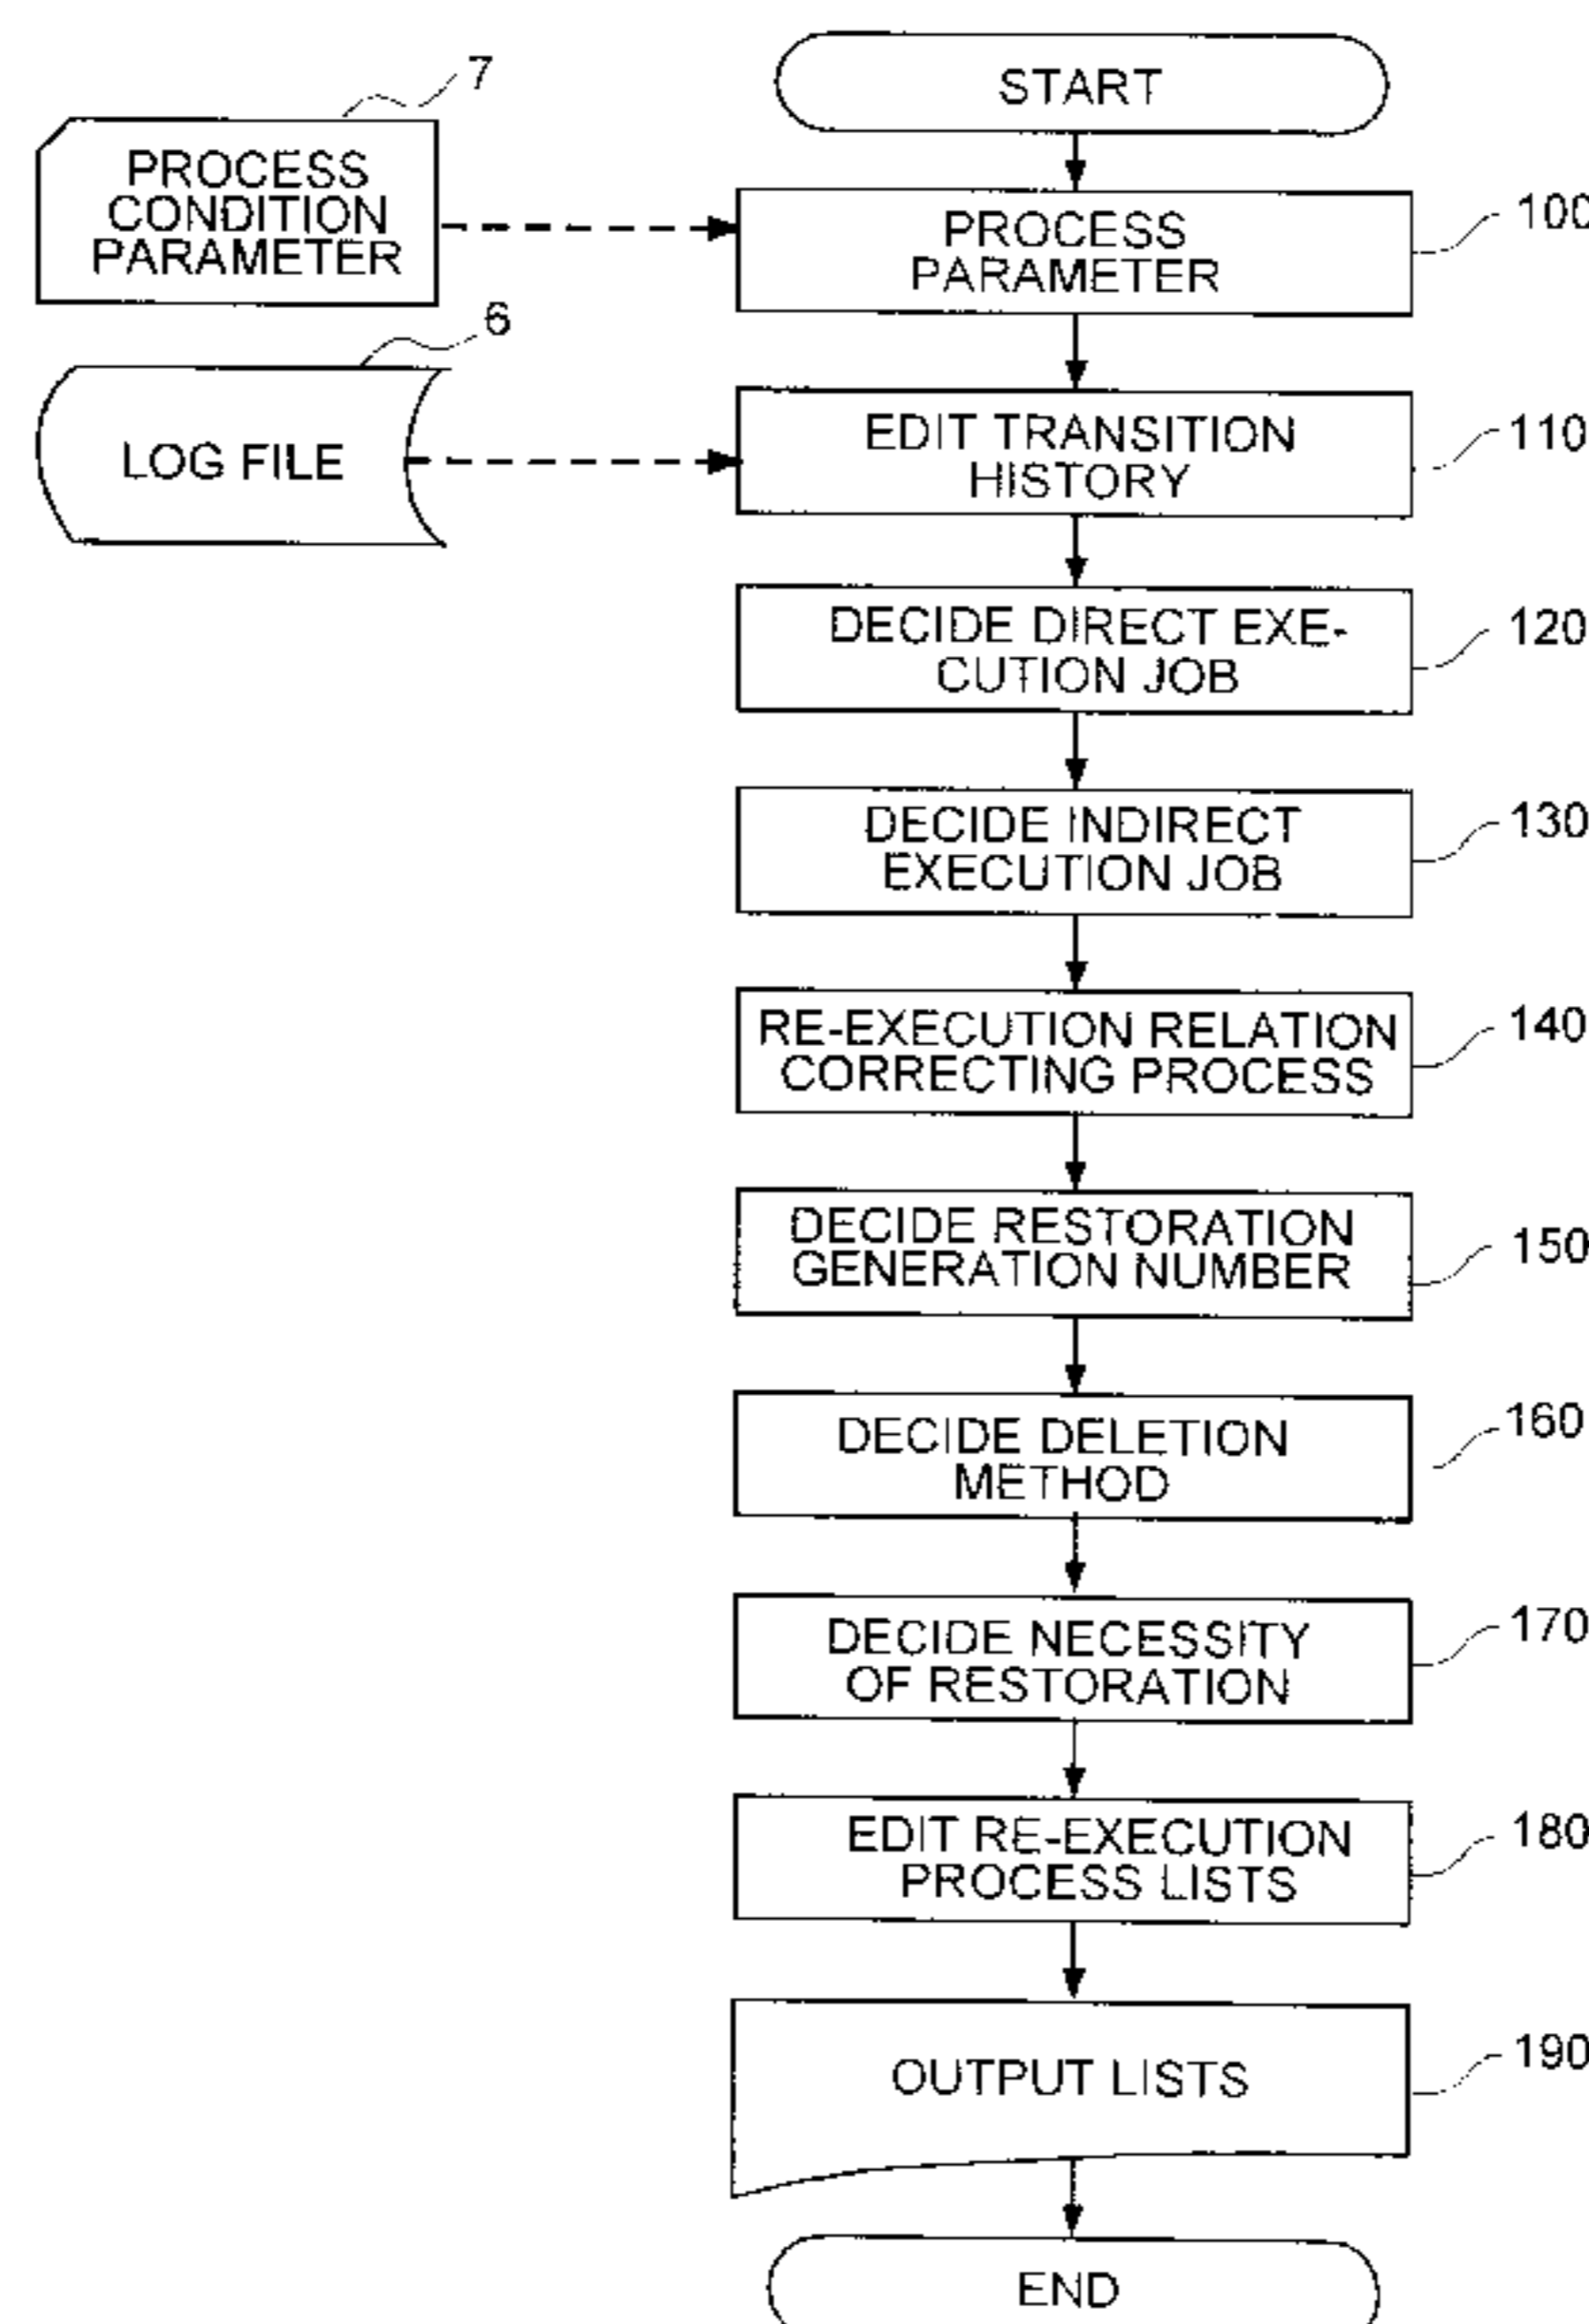 START
7
PROCESS
CONDITION
PARAMETER
PROCESS
PARAMETER
100
6
LOG FILE
EDIT TRANSITION
HISTORY
110
DECIDE DIRECT EXE-
CUTION JOB
120
DECIDE INDIRECT
EXECUTION JOB
130
RE-EXECUTION RELATION
CORRECTING PROCESS
140
DECIDE RESTORATION
GENERATION NUMBER
150
DECIDE DELETION
METHOD
160
DECIDE NECESSITY
OF RESTORATION
170
EDIT RE-EXECUTION
PROCESS LISTS
180
OUTPUT LISTS
190
END